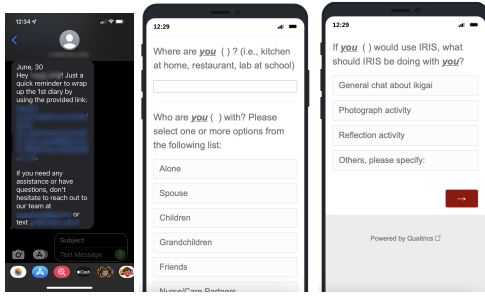 12:34
June, 30
Hey! Just a
quick reminder to wrap
up the 1st diary by
using the provided link:
If you need any
assistance or have
questions, don't
hesitate to reach out to
our team at
or
text
Subject
Text Message
Cash
12:29
Where are you ( ) ? (i.e., kitchen
at home, restaurant, lab at school)
Who are you ( ) with? Please
select one or more options from
the following list:
Alone
Spouse
Children
Grandchildren
Friends
Nurse/Care Partners
12:29
If you ( ) would use IRIS, what
should IRIS be doing with you?
General chat about ikigai
Photograph activity
Reflection activity
Others, please specify:
→
Powered by Qualtrics